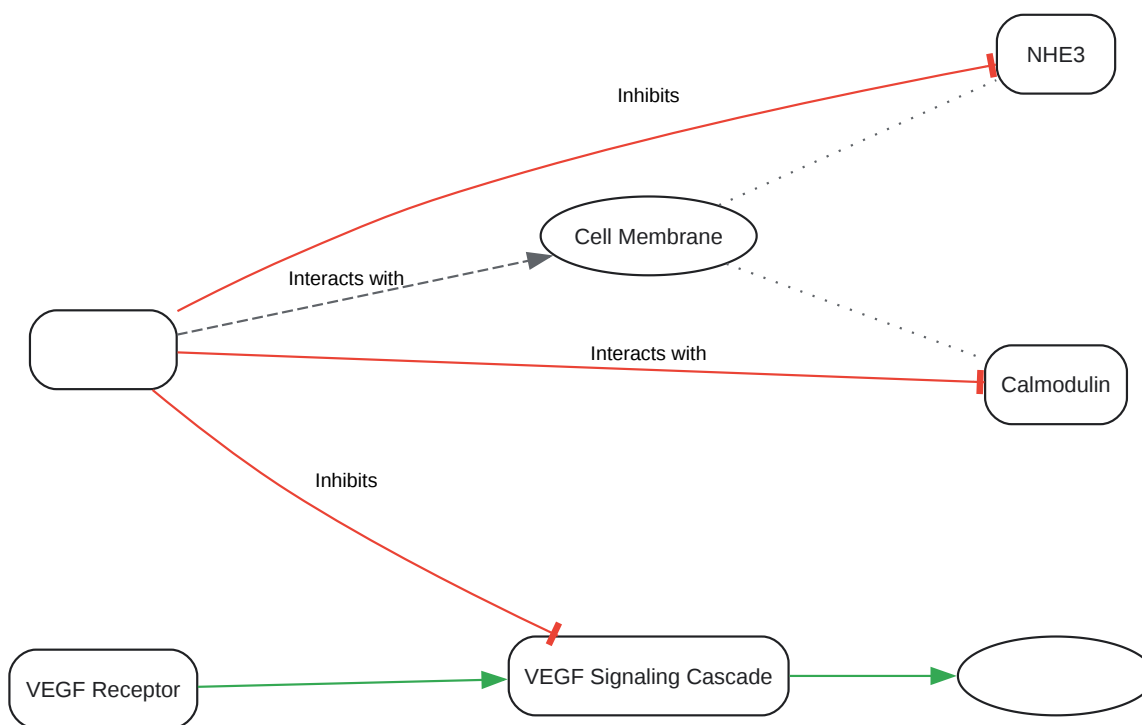 NHE3
Inhibits
Cell Membrane
Interacts with
Interacts with
Calmodulin
Inhibits
VEGF Receptor
VEGF Signaling Cascade